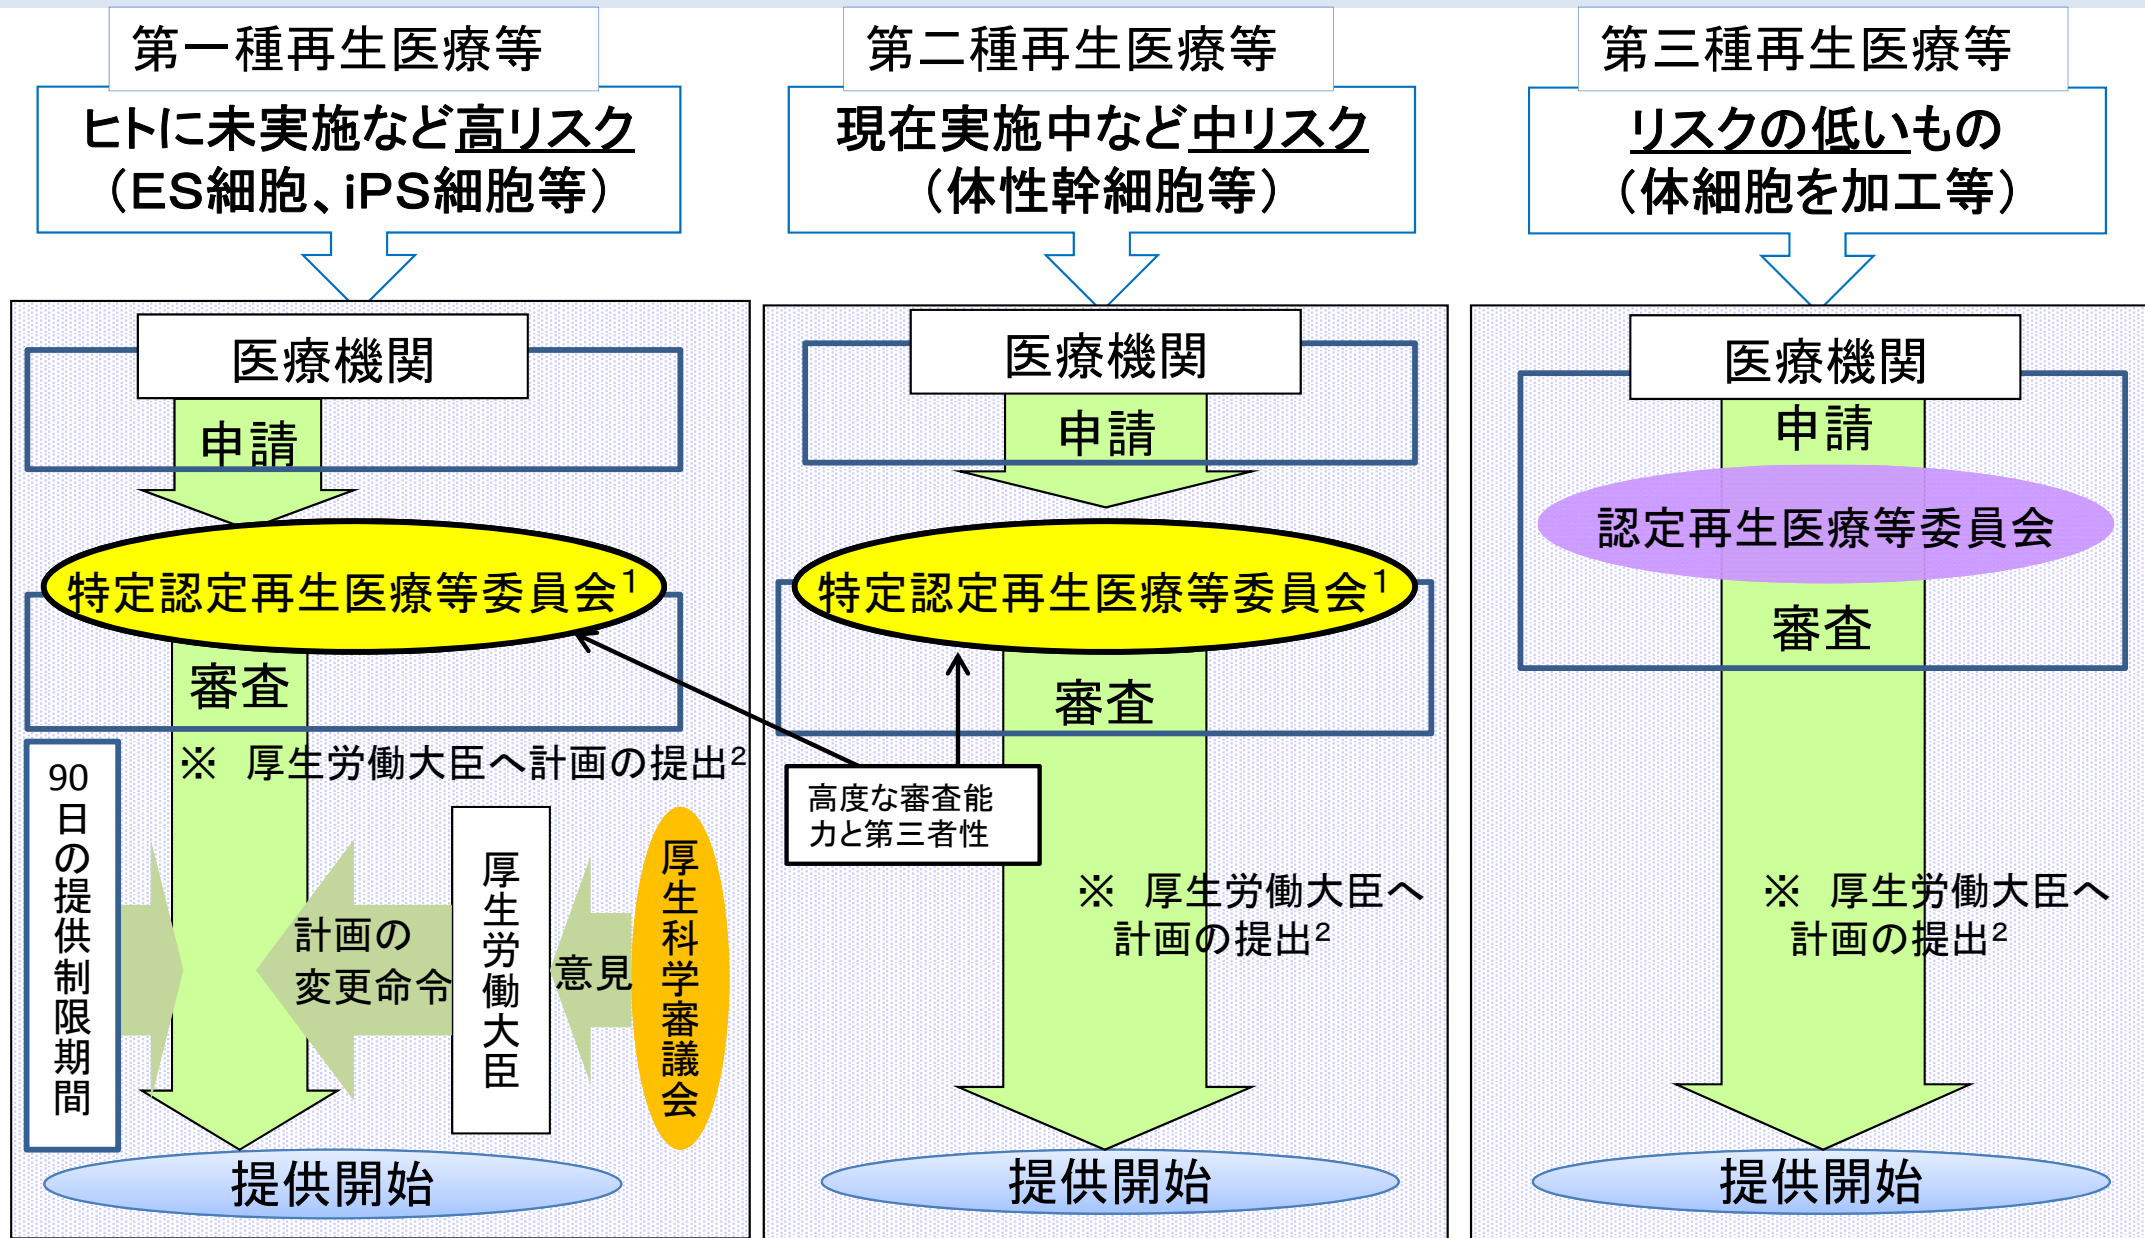 第一種再生医療等
ヒトに未実施など高リスク
（ES細胞、iPS細胞等）
医療機関
申請
特定認定再生医療等委員会1
審査
※　厚生労働大臣へ計画の提出2
90日の提供制限期間
計画の
変更命令
厚生労働大臣
意見
厚生科学審議会
提供開始
第二種再生医療等
現在実施中など中リスク
（体性幹細胞等）
医療機関
申請
特定認定再生医療等委員会1
審査
高度な審査能
力と第三者性
※　厚生労働大臣へ
計画の提出2
提供開始
第三種再生医療等
リスクの低いもの
（体細胞を加工等）
医療機関
申請
認定再生医療等委員会
審査
※　厚生労働大臣へ
計画の提出2
提供開始